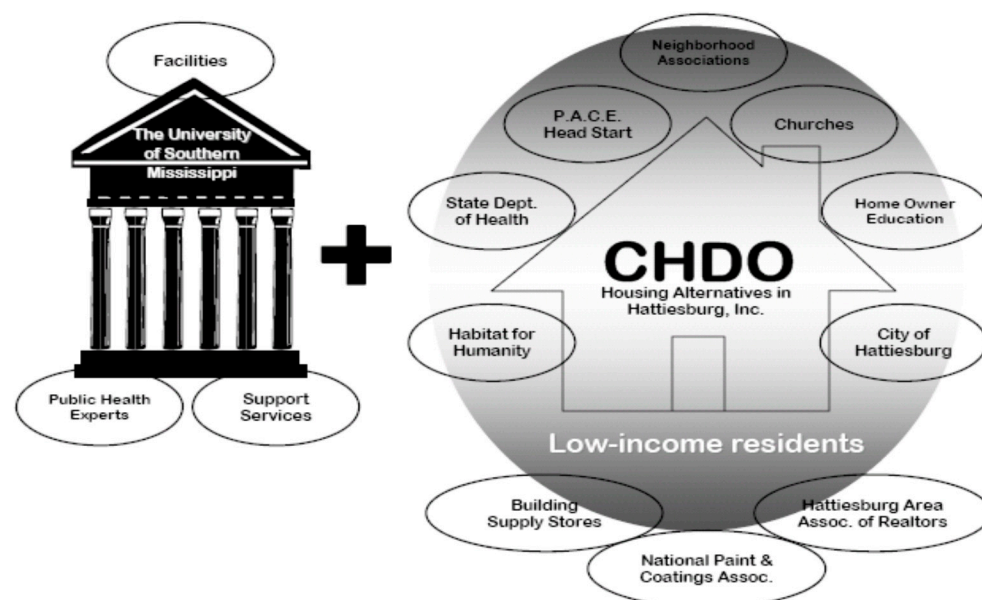 Facilities
The University
of Southern
Mississippi
Public Health
Experts
Support
Services
Neighborhood
Associations
P.A.C.E.
Head Start
Churches
State Dept.
of Health
Home Owner
Education
CHDO
Housing Alternatives in
Hattiesburg, Inc.
Habitat for
Humanity
City of
Hattiesburg
Low-income residents
Building
Supply Stores
Hattiesburg Area
Assoc. of Realtors
National Paint &
Coatings Assoc.